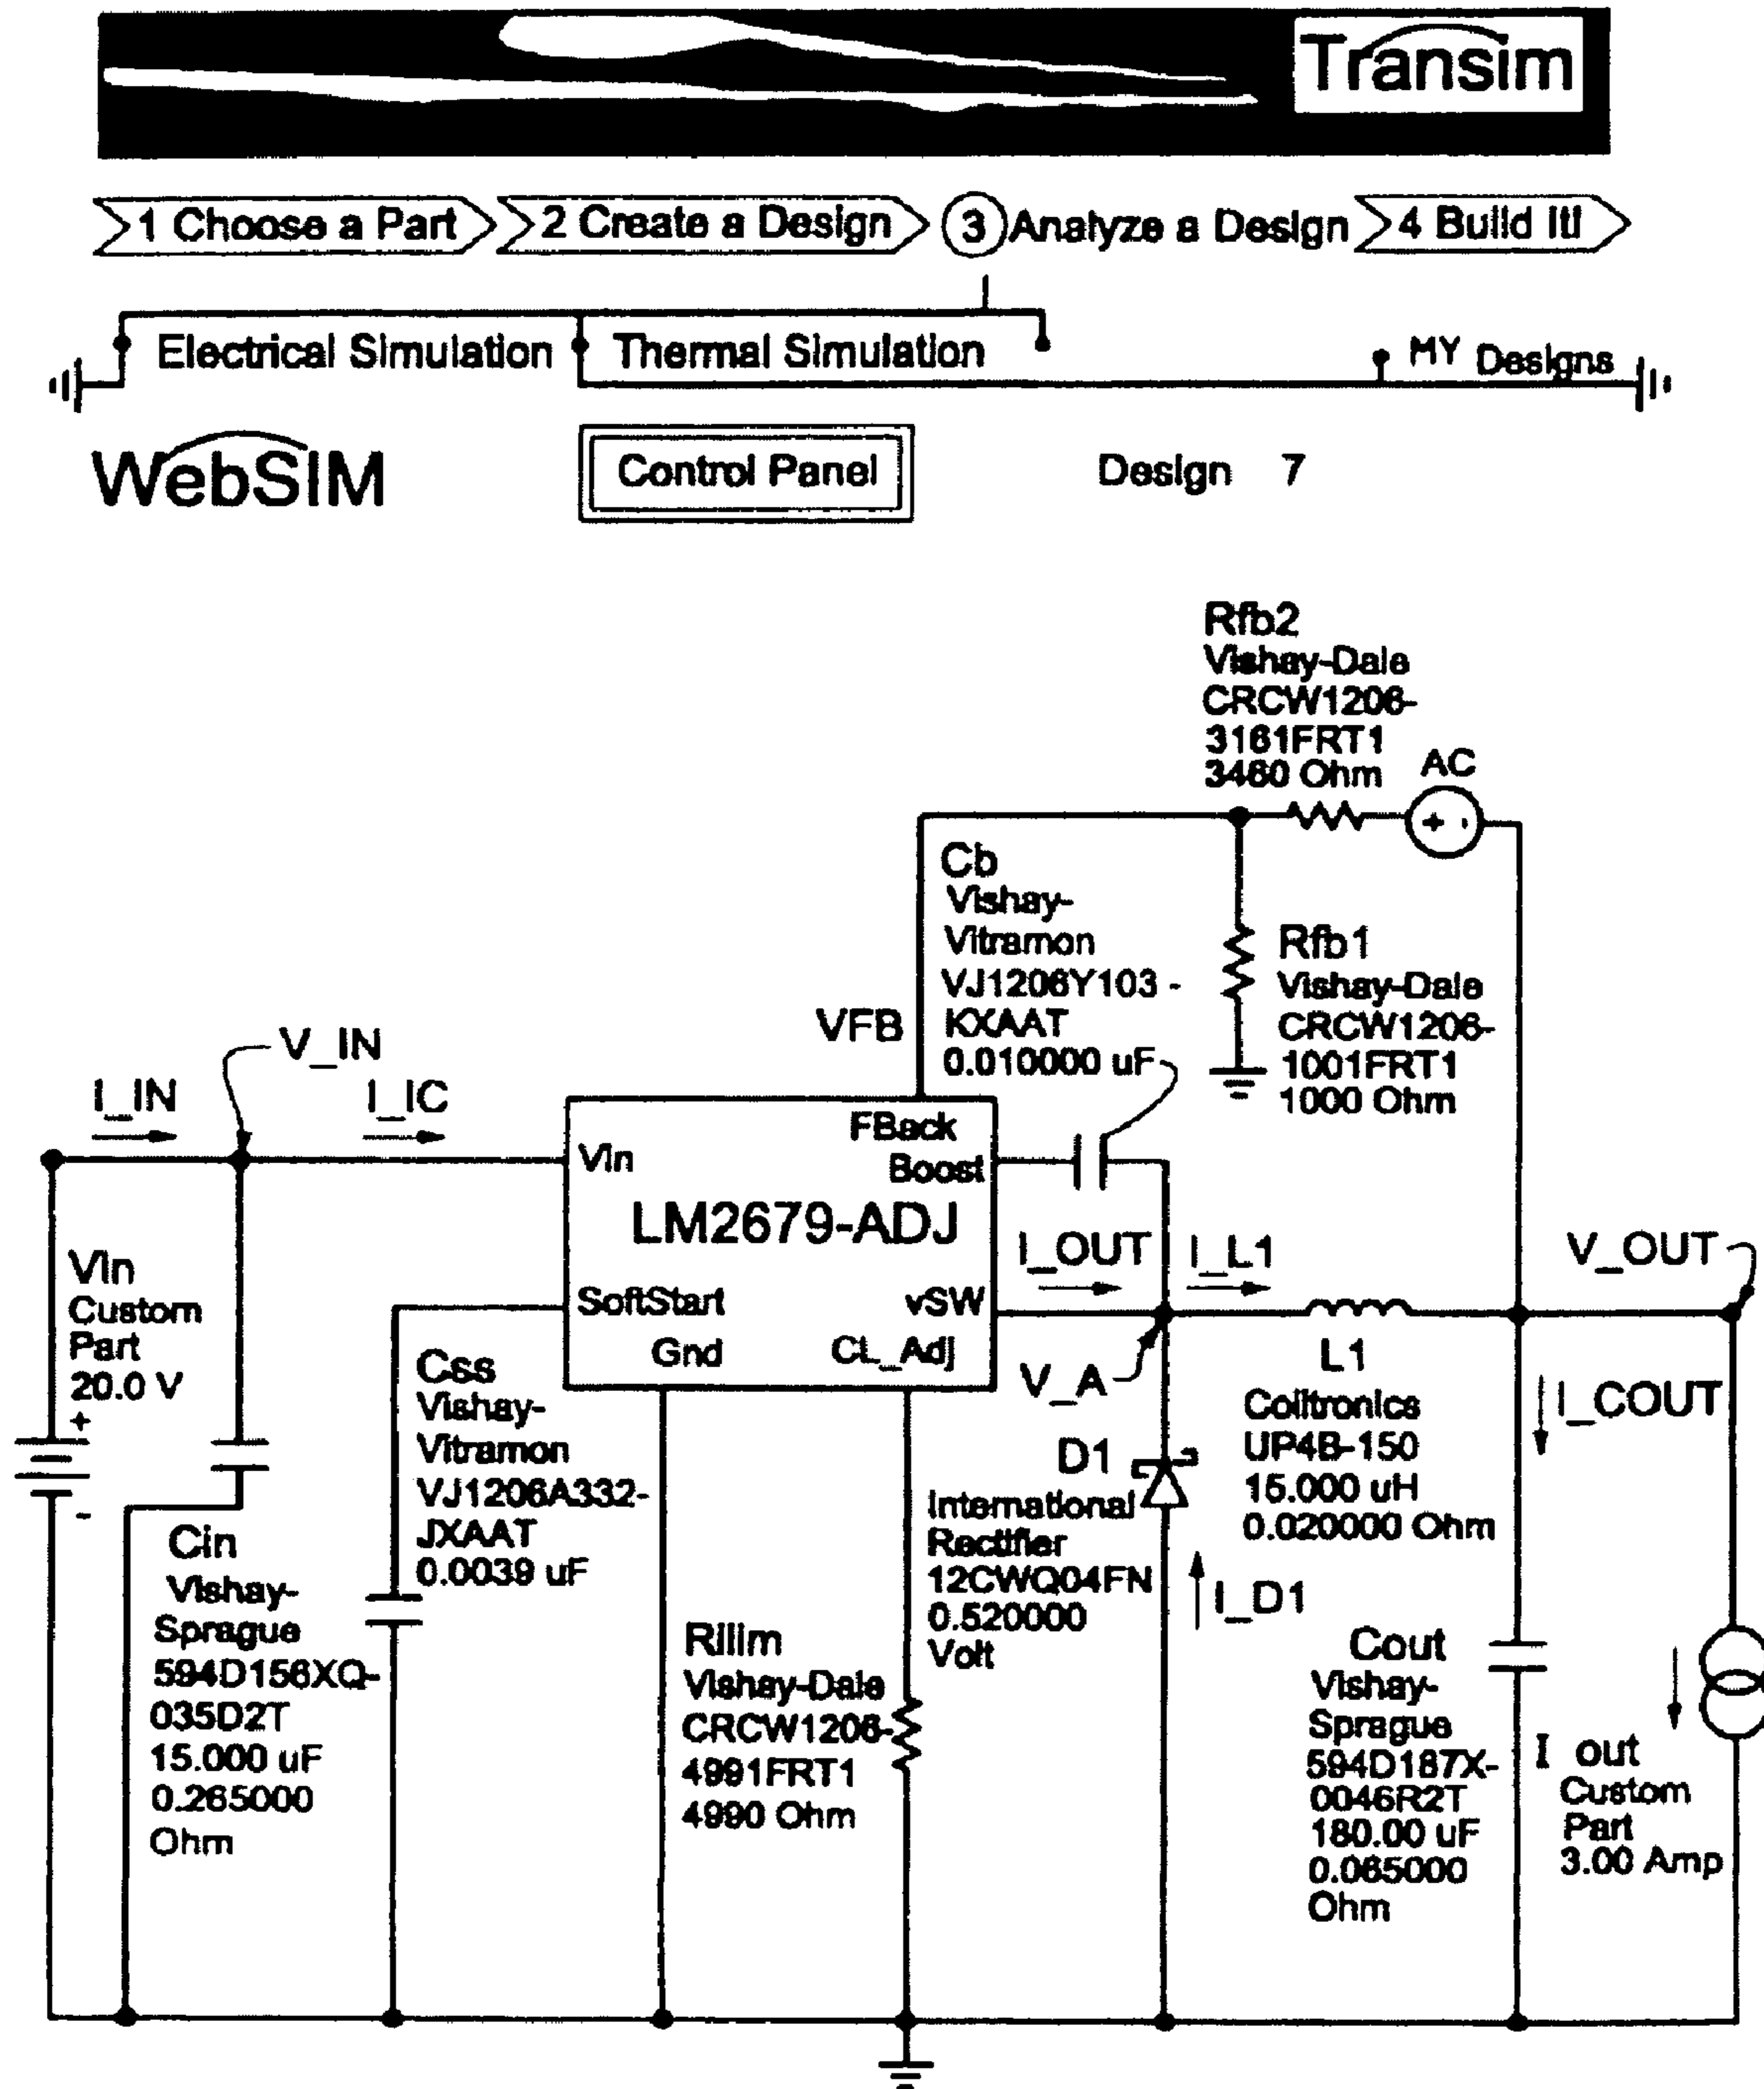 Transim
1 Choose a Part
2 Create a Design
3 Analyze a Design
4 Build It!
Electrical Simulation
Thermal Simulation
MY Designs
WebSIM
Control Panel
Design 7
Rfb2
Vishay-Dale
CRCW1206-
3161FRT1
3460 Ohm
AC
+ -
Cb
Vishay-
Vitramon
VJ1206Y103 -
KXAAT
0.010000 uF
VFB
Rfb1
Vishay-Dale
CRCW1206-
1001FRT1
1000 Ohm
V_IN
I_IN
I_IC
FBack
Vin
Boost
LM2679-ADJ
SoftStart
vSW
Gnd
CL_Adj
I_OUT
I_L1
V_OUT
V_A
Vin
Custom
Part
20.0 V
+
-
Css
Vishay-
Vitramon
VJ1206A332-
JXAAT
0.0039 uF
L1
Coiltronics
UP4B-150
15.000 uH
0.020000 Ohm
I_COUT
D1
International
Rectifier
12CWQ04FN
0.520000
Volt
I_D1
Cin
Vishay-
Sprague
594D156XQ-
035D2T
15.000 uF
0.265000
Ohm
Rilim
Vishay-Dale
CRCW1206-
4991FRT1
4990 Ohm
Cout
Vishay-
Sprague
594D187X-
0046R2T
180.00 uF
0.065000
Ohm
I out
Custom
Part
3.00 Amp